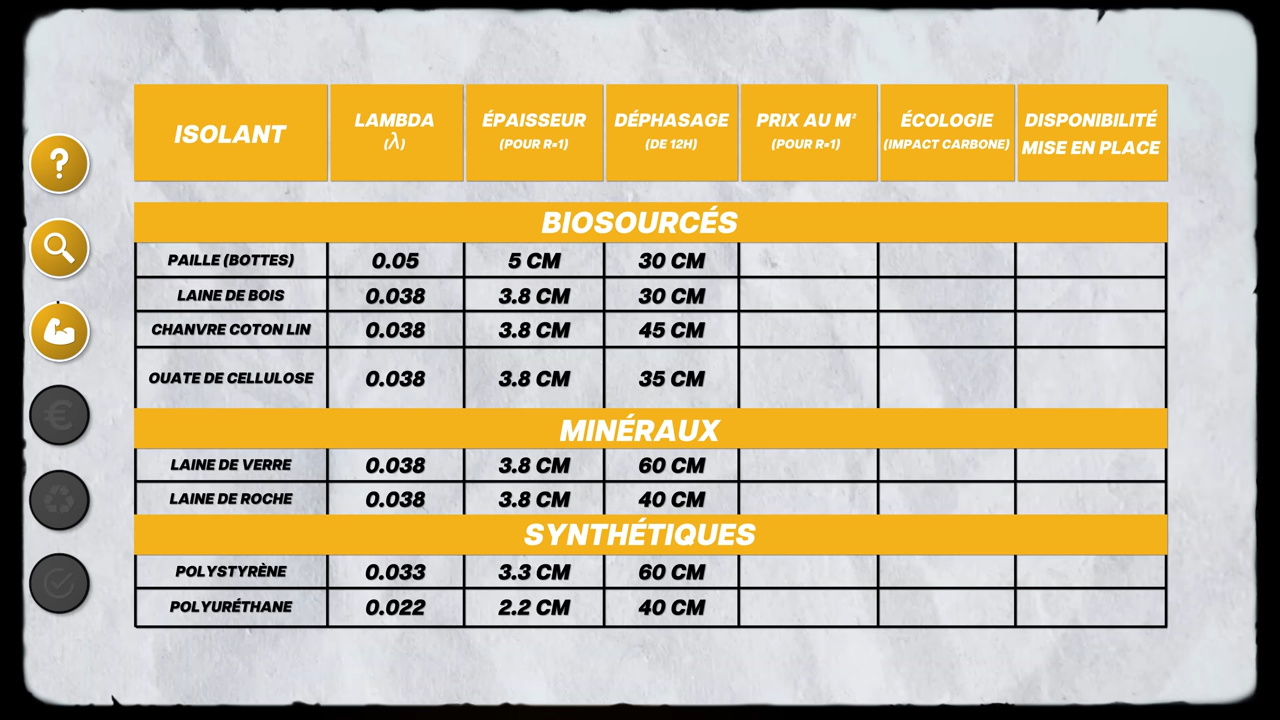 ISOLANT LAMBDA (λ) ÉPAISSEUR (POUR R=1) DÉPHASAGE (DE 12H) PRIX AU M² (POUR R=1) ÉCOLOGIE (IMPACT CARBONE) DISPONIBILITÉ MISE EN PLACE
BIOSOURCÉS
PAILLE (BOTTES) 0.05 5 CM 30 CM
LAINE DE BOIS 0.038 3.8 CM 30 CM
CHANVRE COTON LIN 0.038 3.8 CM 45 CM
OUATE DE CELLULOSE 0.038 3.8 CM 35 CM
MINÉRAUX
LAINE DE VERRE 0.038 3.8 CM 60 CM
LAINE DE ROCHE 0.038 3.8 CM 40 CM
SYNTHÉTIQUES
POLYSTYRÈNE 0.033 3.3 CM 60 CM
POLYURÉTHANE 0.022 2.2 CM 40 CM
?
€